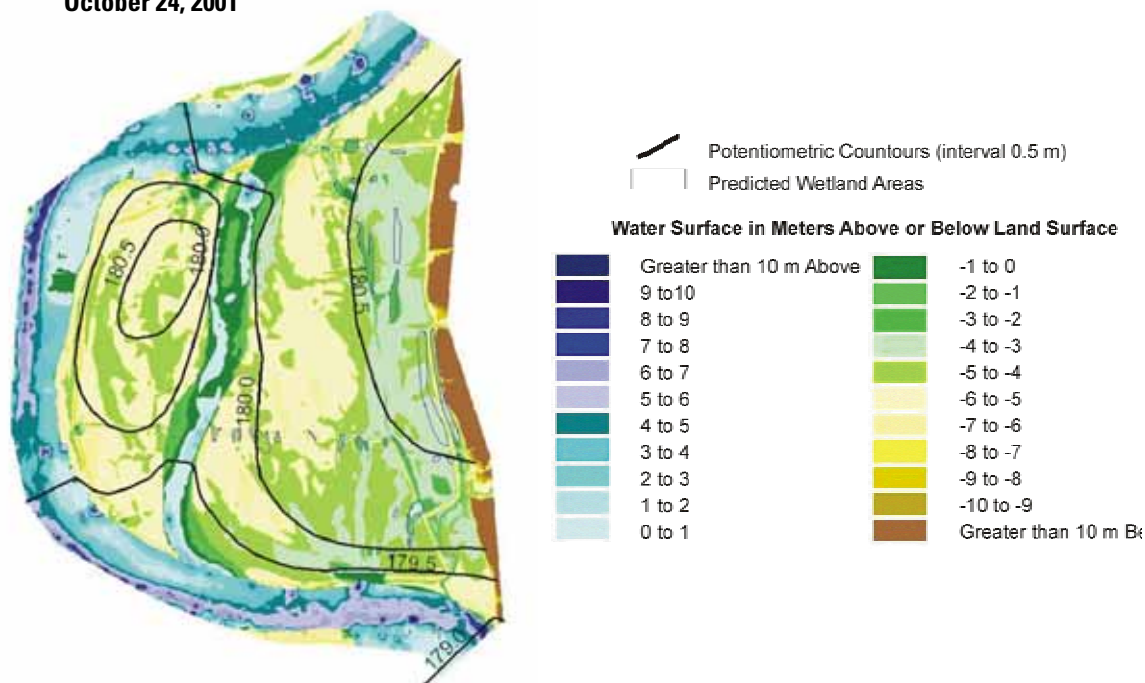 October 24, 2001
180.5
180.0
180.5
180.0
179.5
179.0
Potentiometric Countours (interval 0.5 m)
Predicted Wetland Areas
Water Surface in Meters Above or Below Land Surface
Greater than 10 m Above
9 to10
8 to 9
7 to 8
6 to 7
5 to 6
4 to 5
3 to 4
2 to 3
1 to 2
0 to 1
-1 to 0
-2 to -1
-3 to -2
-4 to -3
-5 to -4
-6 to -5
-7 to -6
-8 to -7
-9 to -8
-10 to -9
Greater than 10 m Be